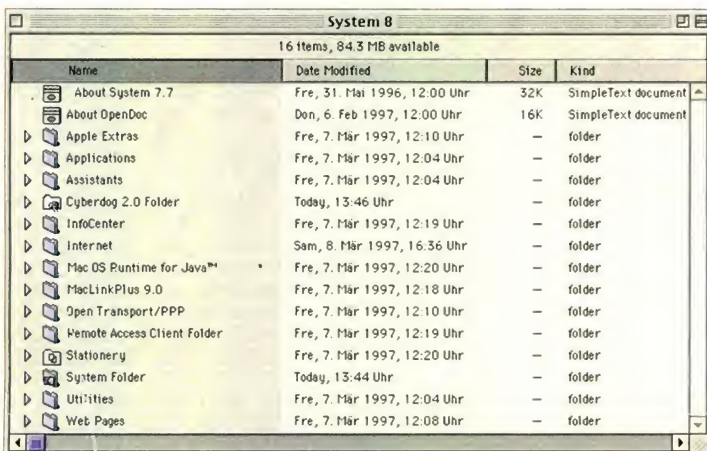 System 8
16 items, 84.3 MB available
Name Date Modified Size Kind
About System 7.7 Fre, 31. Mai 1996, 12:00 Uhr 32K SimpleText document
About OpenDoc Don, 6. Feb 1997, 12:00 Uhr 16K SimpleText document
Apple Extras Fre, 7. Mär 1997, 12:10 Uhr – folder
Applications Fre, 7. Mär 1997, 12:04 Uhr – folder
Assistants Fre, 7. Mär 1997, 12:04 Uhr – folder
Cyberdog 2.0 Folder Today, 13:46 Uhr – folder
InfoCenter Fre, 7. Mär 1997, 12:19 Uhr – folder
Internet Sam, 8. Mär 1997, 16:36 Uhr – folder
Mac OS Runtime for Java™ Fre, 7. Mär 1997, 12:20 Uhr – folder
MacLinkPlus 9.0 Fre, 7. Mär 1997, 12:18 Uhr – folder
Open Transport/PPP Fre, 7. Mär 1997, 12:10 Uhr – folder
Remote Access Client Folder Fre, 7. Mär 1997, 12:19 Uhr – folder
Stationery Fre, 7. Mär 1997, 12:20 Uhr – folder
System Folder Today, 13:44 Uhr – folder
Utilities Fre, 7. Mär 1997, 12:04 Uhr – folder
Web Pages Fre, 7. Mär 1997, 12:08 Uhr – folder